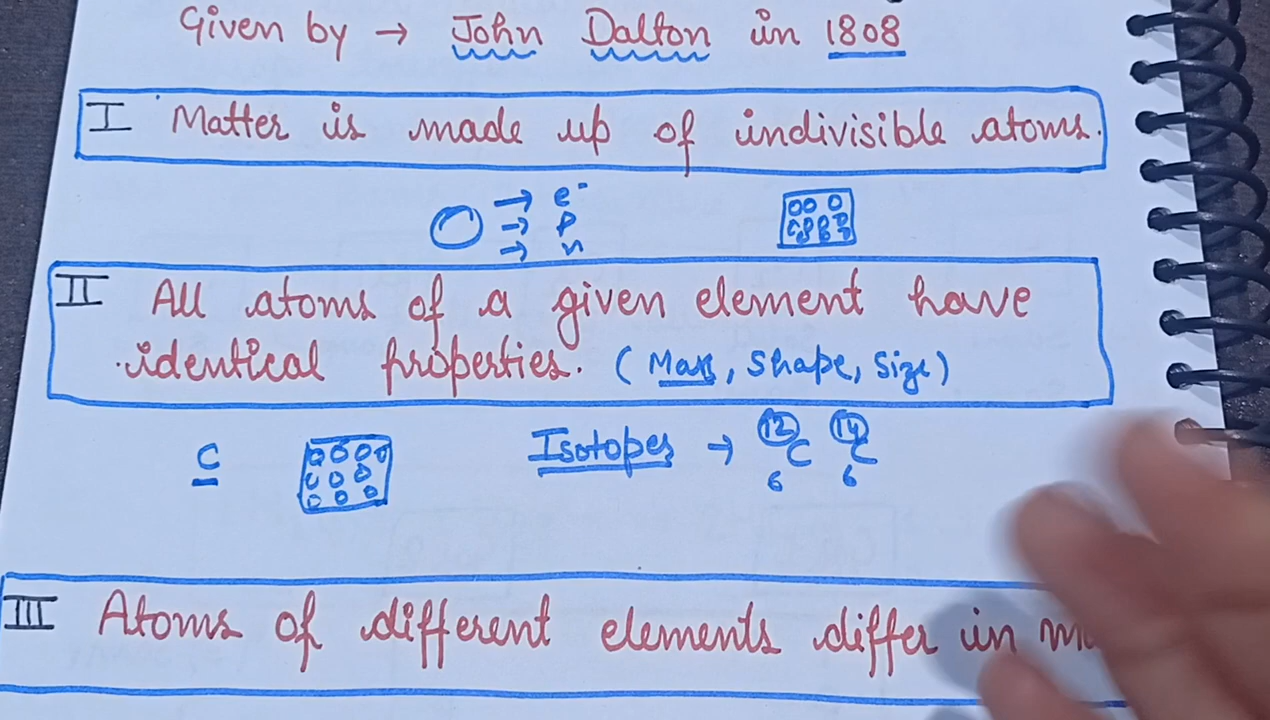 Given by → John Dalton in 1808
I Matter is made up of indivisible atoms.
→ e-
→ p
→ n
II All atoms of a given element have
identical properties. (Mass, Shape, Size)
C Isotopes → 12 C 6 14 C 6
III Atoms of different elements differ in